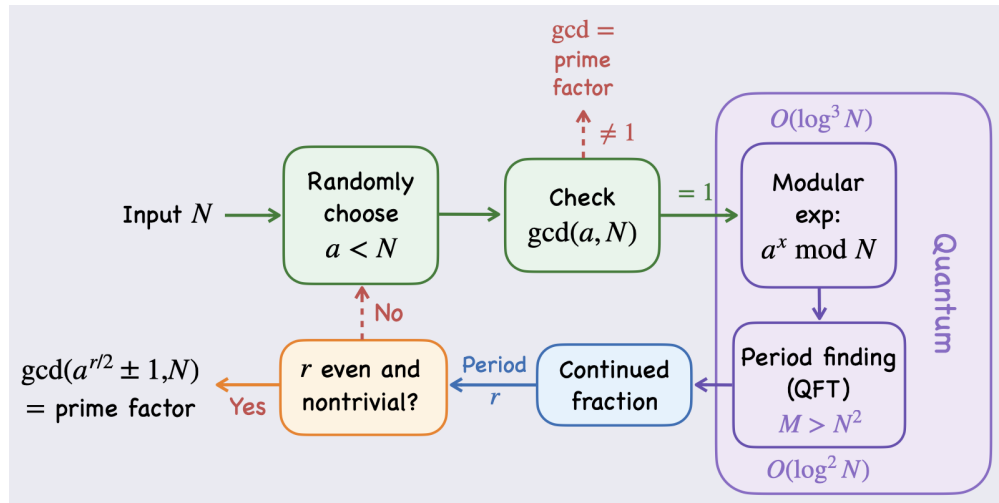 gcd =
prime
factor
≠ 1
O(log³ N)
Input N
Randomly
choose
a < N
Check
gcd(a, N)
= 1
Modular
exp:
aˣ mod N
Quantum
No
gcd(a^{r/2} ± 1,N)
= prime factor
Yes
r even and
nontrivial?
Period
r
Continued
fraction
Period finding
(QFT)
M > N²
O(log² N)